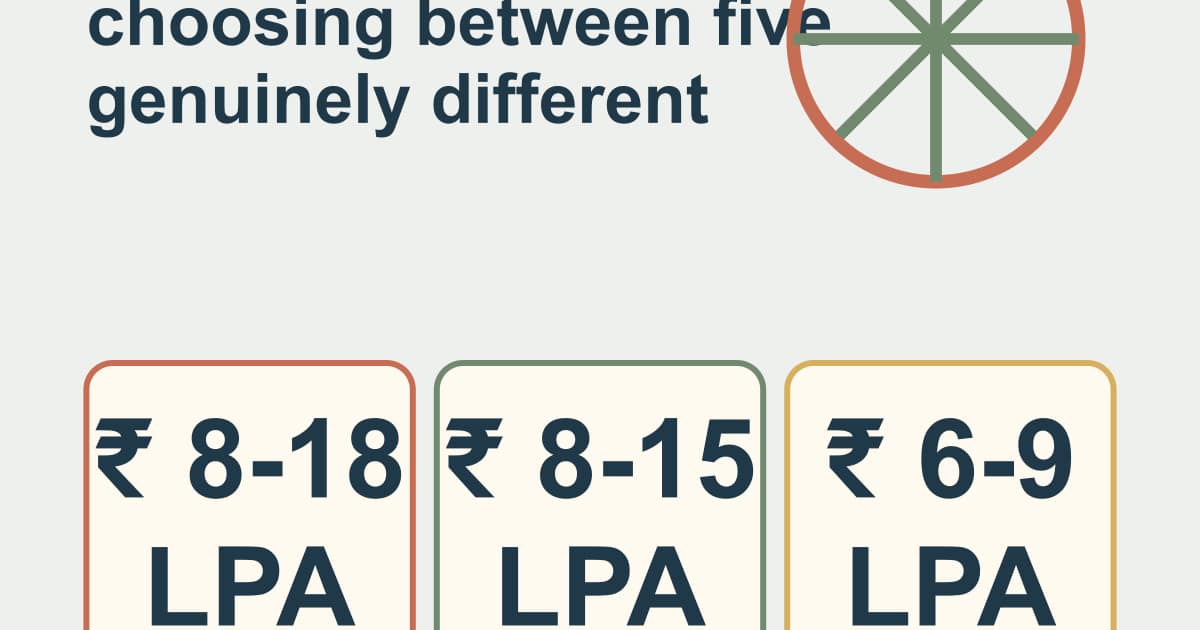 choosing between five
genuinely different
₹ 8-18 ₹ 8-15 ₹ 6-9
LPA LPA LPA